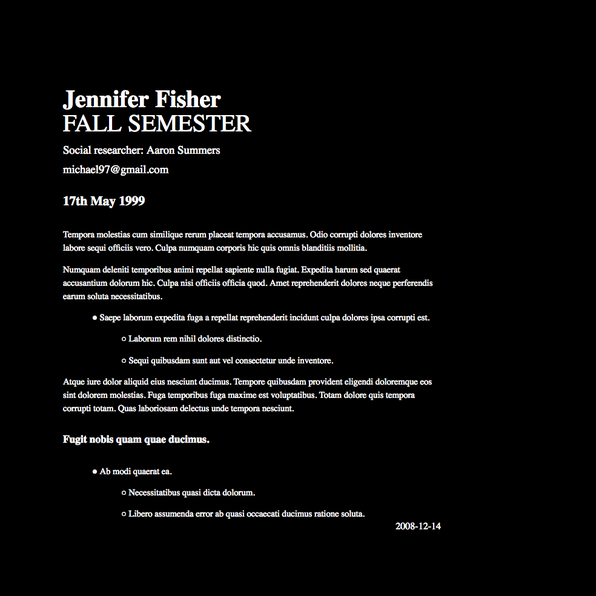 Jennifer Fisher
FALL SEMESTER
Social researcher: Aaron Summers
michael97@gmail.com
17th May 1999
Tempora molestias cum similique rerum placeat tempora accusamus. Odio corrupti dolores inventore
labore sequi officiis vero. Culpa numquam corporis hic quis omnis blanditiis mollitia.
Numquam deleniti temporibus animi repellat sapiente nulla fugiat. Expedita harum sed quaerat
accusantium dolorum hic. Culpa nisi officiis officia quod. Amet reprehenderit dolores neque perferendis
earum soluta necessitatibus.
● Saepe laborum expedita fuga a repellat reprehenderit incidunt culpa dolores ipsa corrupti est.
○ Laborum rem nihil dolores distinctio.
○ Sequi quibusdam sunt aut vel consectetur unde inventore.
Atque iure dolor aliquid eius nesciunt ducimus. Tempore quibusdam provident eligendi doloremque eos
sint dolorem molestias. Fuga temporibus fuga maxime est voluptatibus. Totam dolore quis tempora
corrupti totam. Quas laboriosam delectus unde tempora nesciunt.
Fugit nobis quam quae ducimus.
● Ab modi quaerat ea.
○ Necessitatibus quasi dicta dolorum.
○ Libero assumenda error ab quasi occaecati ducimus ratione soluta.
2008-12-14